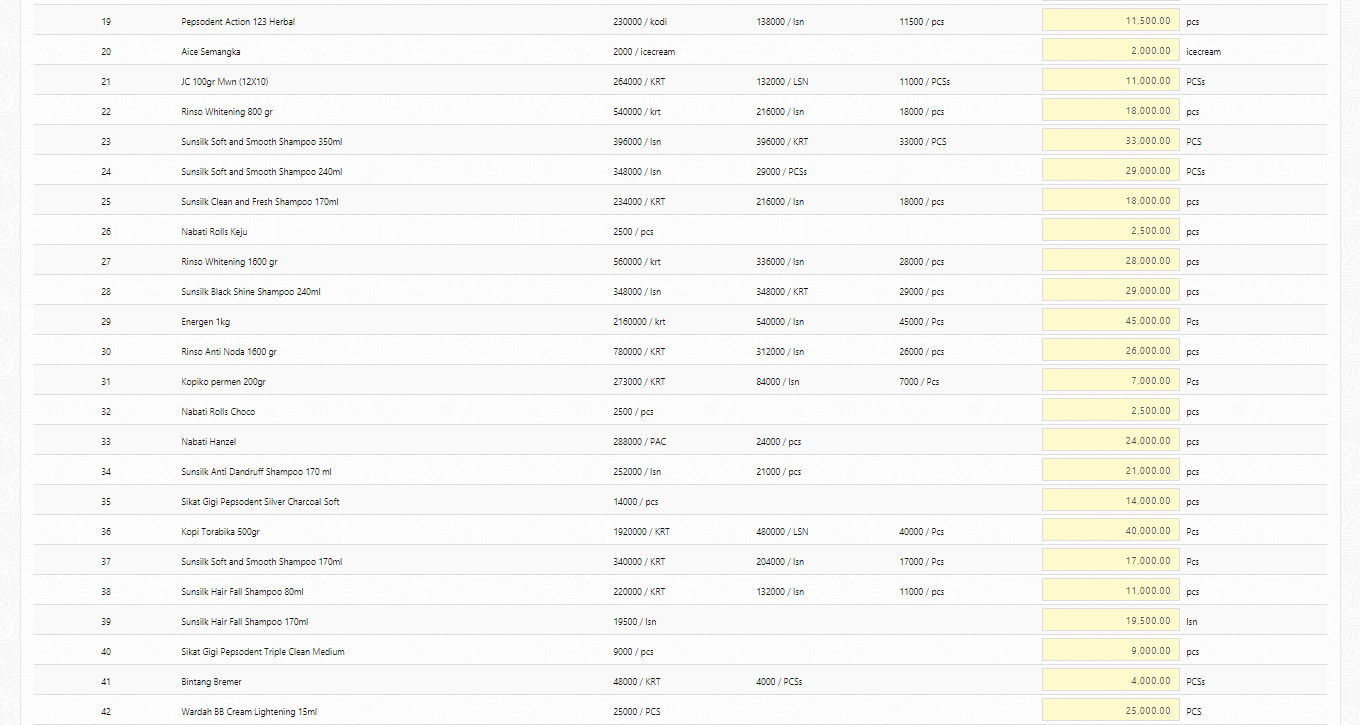 19 Pepsodent Action 123 Herbal 230000 / kodi 138000 / lsn 11500 / pcs 11,500.00 pcs
20 Aice Semangka 2000 / icecream 2,000.00 icecream
21 JC 100gr Mwn (12X10) 264000 / KRT 132000 / LSN 11000 / PCSs 11,000.00 PCSs
22 Rinso Whitening 800 gr 540000 / krt 216000 / lsn 18000 / pcs 18,000.00 pcs
23 Sunsilk Soft and Smooth Shampoo 350ml 396000 / lsn 396000 / KRT 33000 / PCS 33,000.00 PCS
24 Sunsilk Soft and Smooth Shampoo 240ml 348000 / lsn 29000 / PCSs 29,000.00 PCSs
25 Sunsilk Clean and Fresh Shampoo 170ml 234000 / KRT 216000 / lsn 18000 / pcs 18,000.00 pcs
26 Nabati Rolls Keju 2500 / pcs 2,500.00 pcs
27 Rinso Whitening 1600 gr 560000 / krt 336000 / lsn 28000 / pcs 28,000.00 pcs
28 Sunsilk Black Shine Shampoo 240ml 348000 / lsn 348000 / KRT 29000 / pcs 29,000.00 pcs
29 Energen 1kg 2160000 / krt 540000 / lsn 45000 / Pcs 45,000.00 Pcs
30 Rinso Anti Noda 1600 gr 780000 / KRT 312000 / lsn 26000 / pcs 26,000.00 pcs
31 Kopiko permen 200gr 273000 / KRT 84000 / lsn 7000 / Pcs 7,000.00 Pcs
32 Nabati Rolls Choco 2500 / pcs 2,500.00 pcs
33 Nabati Hanzel 288000 / PAC 24000 / pcs 24,000.00 pcs
34 Sunsilk Anti Dandruff Shampoo 170 ml 252000 / lsn 21000 / pcs 21,000.00 pcs
35 Sikat Gigi Pepsodent Silver Charcoal Soft 14000 / pcs 14,000.00 pcs
36 Kopi Torabika 500gr 1920000 / KRT 480000 / LSN 40000 / Pcs 40,000.00 Pcs
37 Sunsilk Soft and Smooth Shampoo 170ml 340000 / KRT 204000 / lsn 17000 / Pcs 17,000.00 Pcs
38 Sunsilk Hair Fall Shampoo 80ml 220000 / KRT 132000 / lsn 11000 / pcs 11,000.00 pcs
39 Sunsilk Hair Fall Shampoo 170ml 19500 / lsn 19,500.00 lsn
40 Sikat Gigi Pepsodent Triple Clean Medium 9000 / pcs 9,000.00 pcs
41 Bintang Bremer 48000 / KRT 4000 / PCSs 4,000.00 PCSs
42 Wardah BB Cream Lightening 15ml 25000 / PCS 25,000.00 PCS